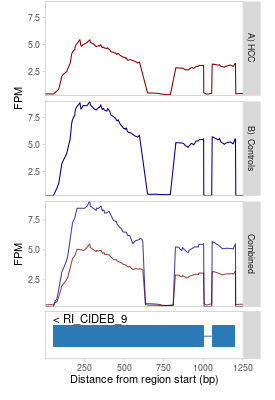 7.5
5.0
2.5
FPM
A) HCC
7.5
5.0
2.5
FPM
B) Controls
7.5
5.0
2.5
FPM
Combined
< RI_CIDEB_9
250 500 750 1000 1250
Distance from region start (bp)